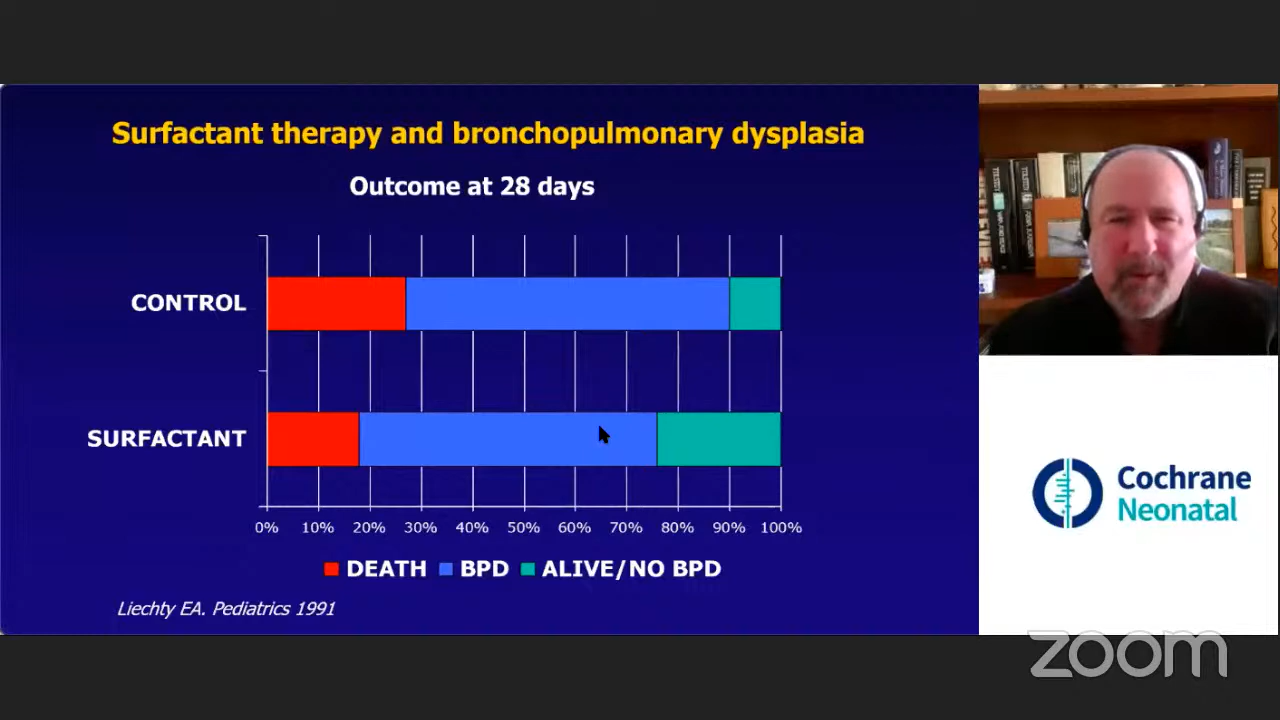 Surfactant therapy and bronchopulmonary dysplasia
Outcome at 28 days
CONTROL
SURFACTANT
0% 10% 20% 30% 40% 50% 60% 70% 80% 90% 100%
DEATH BPD ALIVE/NO BPD
Liechty EA. Pediatrics 1991
Cochrane
Neonatal
zoom